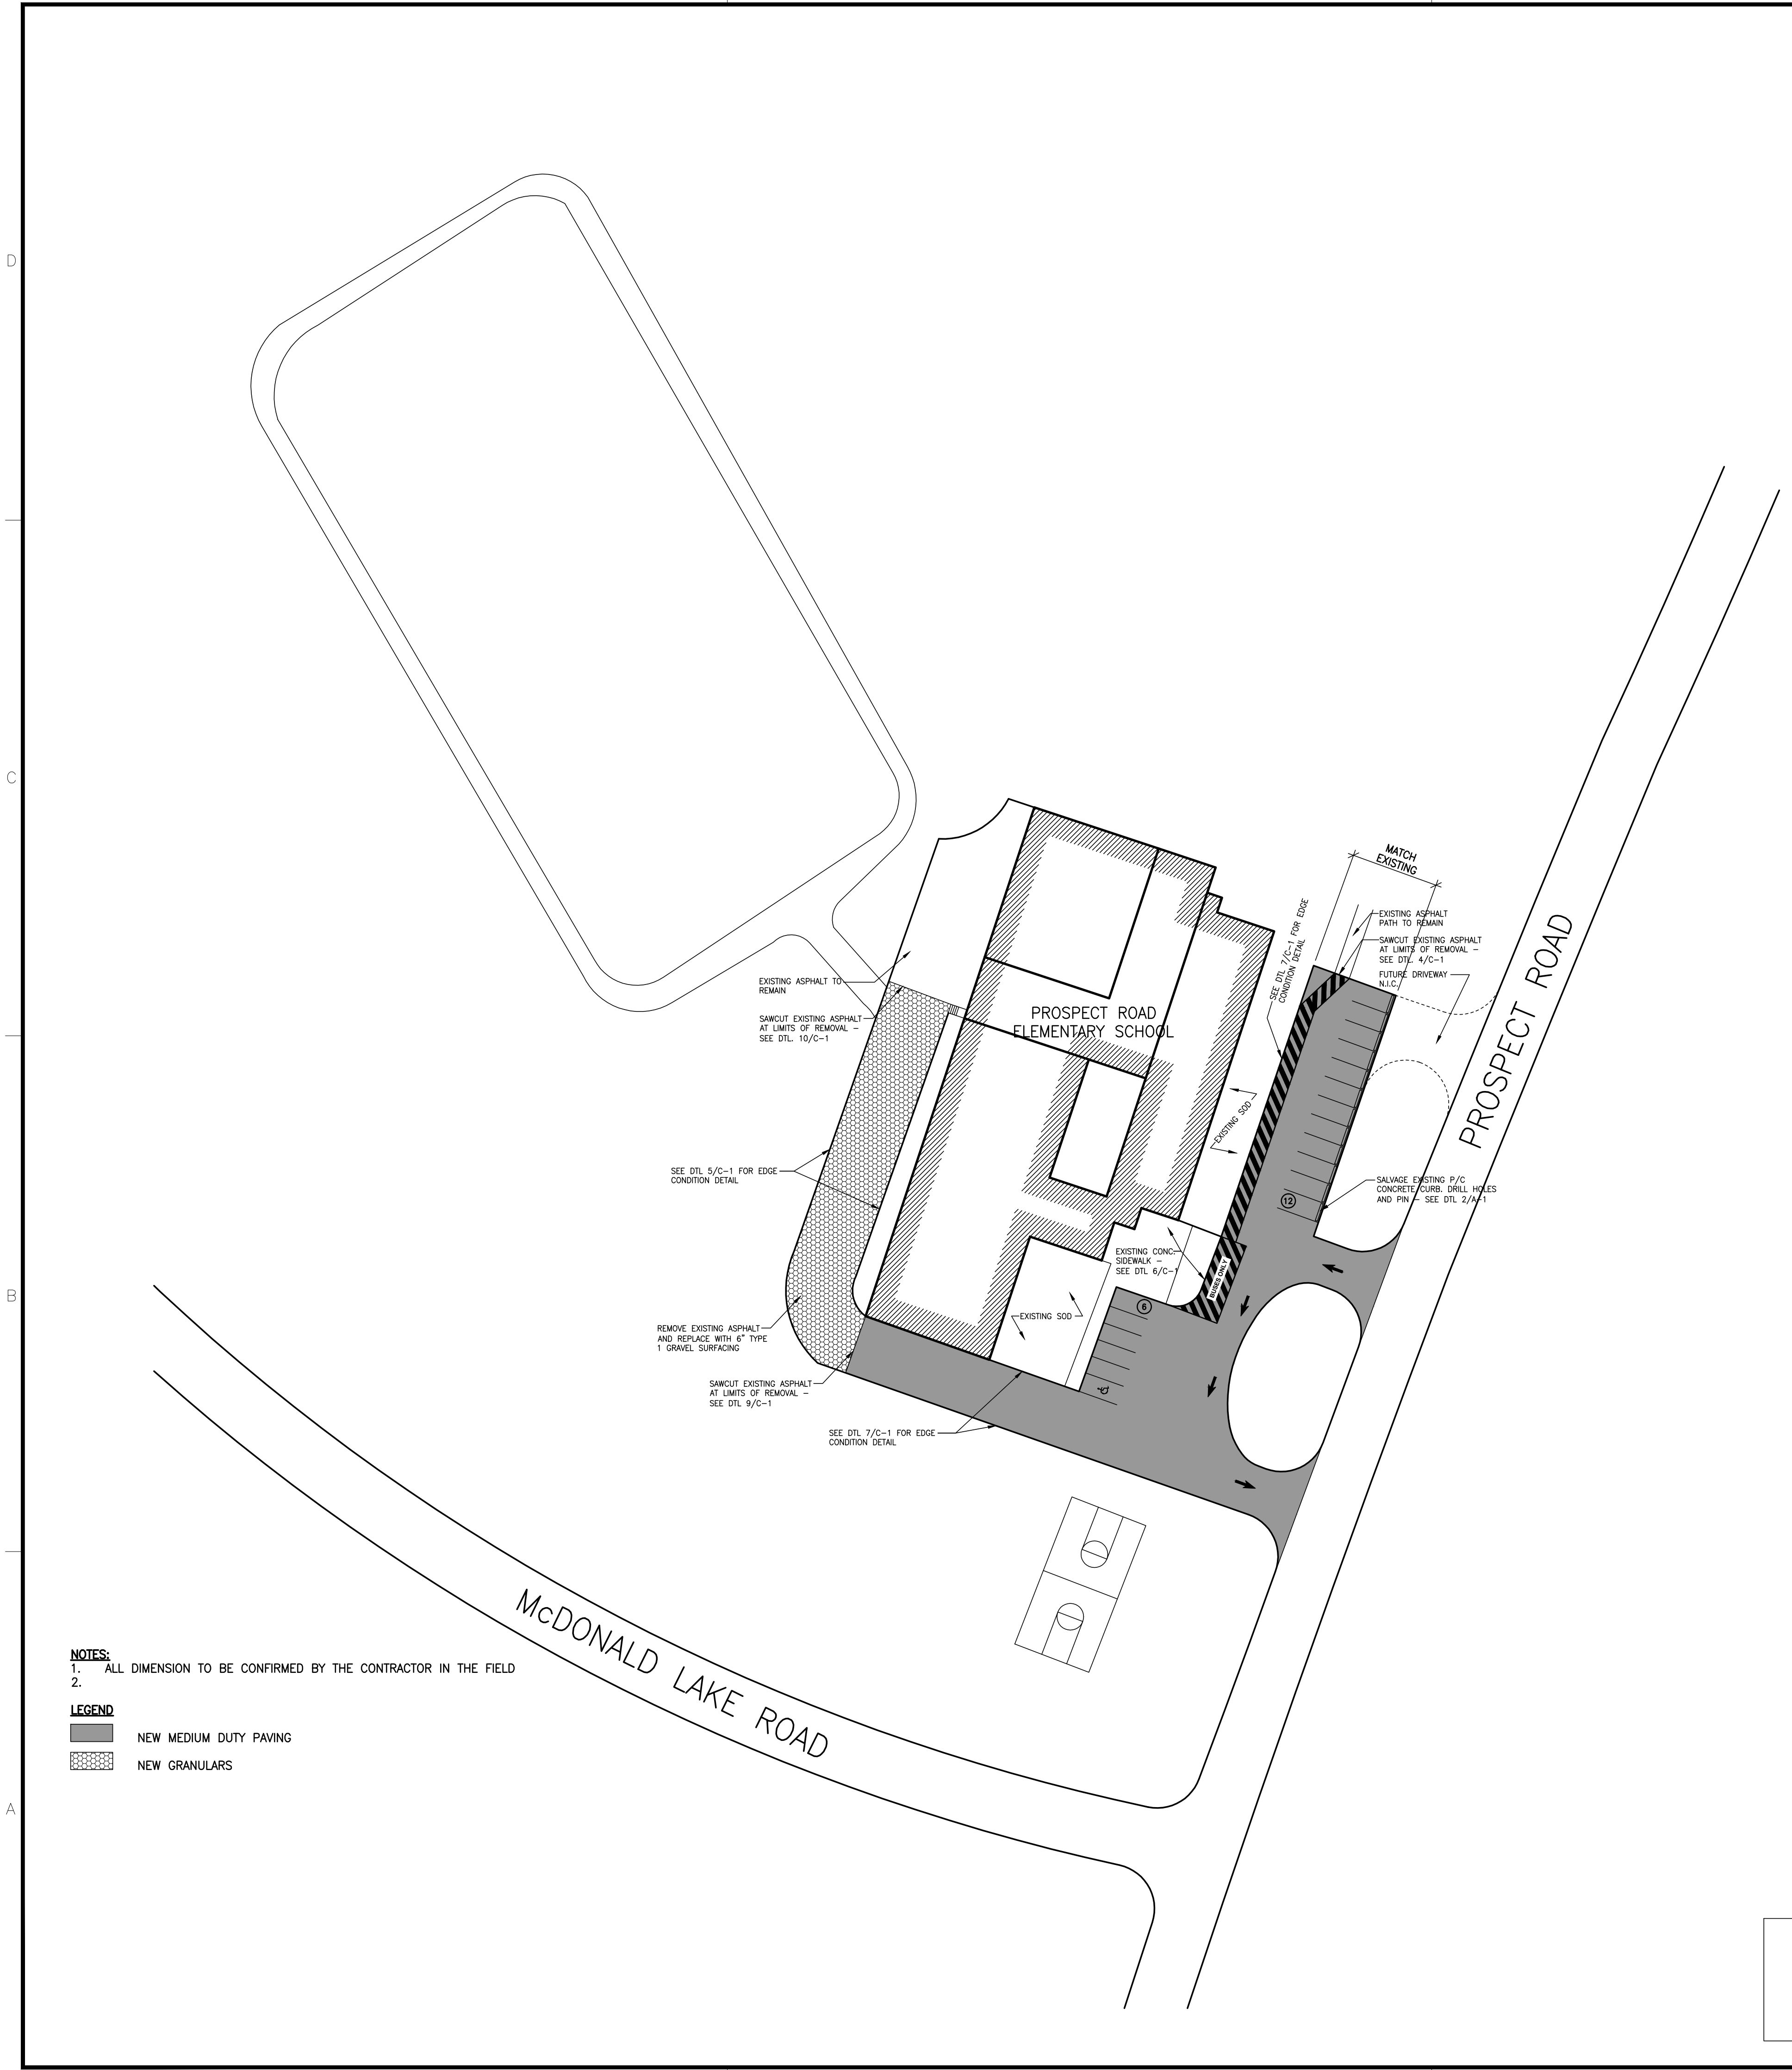 D
C
B
A
MATCH
EXISTING
EXISTING ASPHALT
PATH TO REMAIN
SAWCUT EXISTING ASPHALT
AT LIMITS OF REMOVAL –
SEE DTL. 4/C-1
FUTURE DRIVEWAY
N.I.C.
SEE DTL 7/C-1 FOR EDGE
CONDITION DETAIL
PROSPECT ROAD
EXISTING ASPHALT TO
REMAIN
SAWCUT EXISTING ASPHALT
AT LIMITS OF REMOVAL –
SEE DTL. 10/C-1
PROSPECT ROAD
ELEMENTARY SCHOOL
EXISTING SOD
SEE DTL 5/C-1 FOR EDGE
CONDITION DETAIL
SALVAGE EXISTING P/C
CONCRETE CURB. DRILL HOLES
AND PIN – SEE DTL 2/A-1
12
EXISTING CONC.
SIDEWALK –
SEE DTL 6/C-1
BUSES ONLY
6
EXISTING SOD
REMOVE EXISTING ASPHALT
AND REPLACE WITH 6" TYPE
1 GRAVEL SURFACING
SAWCUT EXISTING ASPHALT
AT LIMITS OF REMOVAL –
SEE DTL 9/C-1
SEE DTL 7/C-1 FOR EDGE
CONDITION DETAIL
McDONALD LAKE ROAD
NOTES:
1. ALL DIMENSION TO BE CONFIRMED BY THE CONTRACTOR IN THE FIELD
2.
LEGEND
NEW MEDIUM DUTY PAVING
NEW GRANULARS